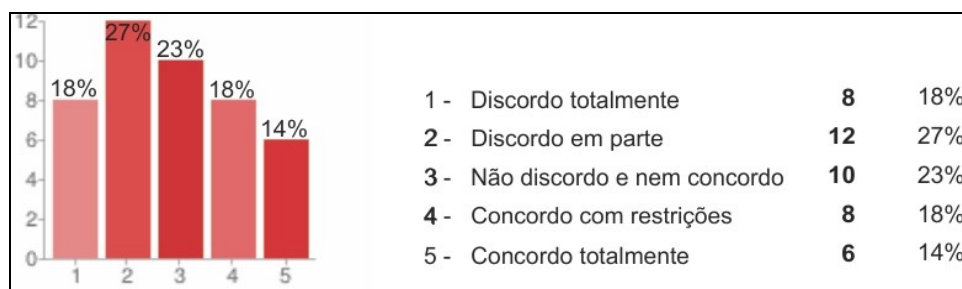 12
10
8
6
4
2
0
18%
27%
23%
18%
14%
1 2 3 4 5
1 - Discordo totalmente 8 18%
2 - Discordo em parte 12 27%
3 - Não discordo e nem concordo 10 23%
4 - Concordo com restrições 8 18%
5 - Concordo totalmente 6 14%